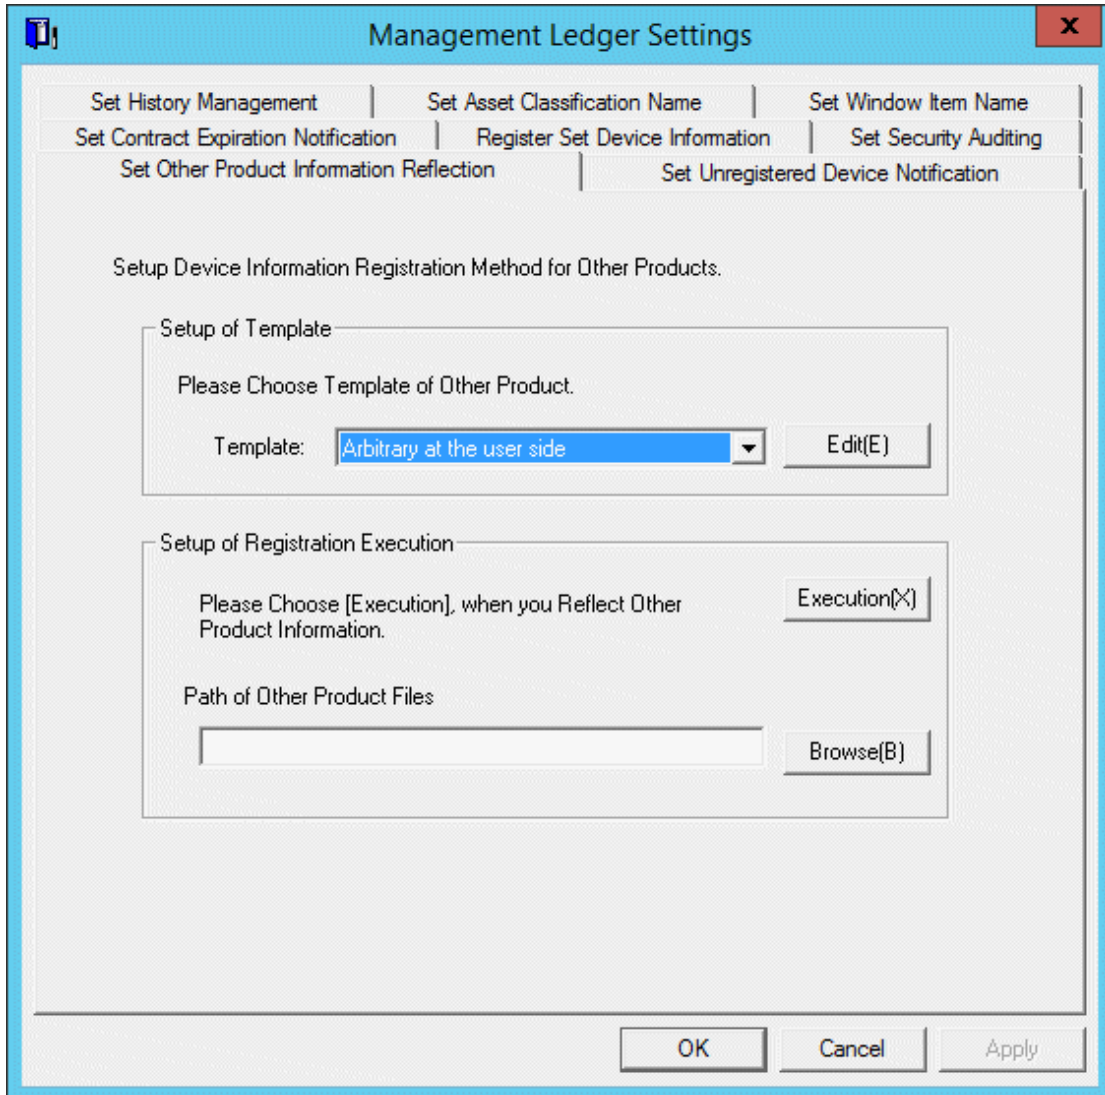 Management Ledger Settings
x
Set History Management
Set Asset Classification Name
Set Window Item Name
Set Contract Expiration Notification
Register Set Device Information
Set Security Auditing
Set Other Product Information Reflection
Set Unregistered Device Notification
Setup Device Information Registration Method for Other Products.
Setup of Template
Please Choose Template of Other Product.
Template:
Arbitrary at the user side
Edit(E)
Setup of Registration Execution
Please Choose [Execution], when you Reflect Other
Product Information.
Execution(X)
Path of Other Product Files
Browse(B)
OK
Cancel
Apply